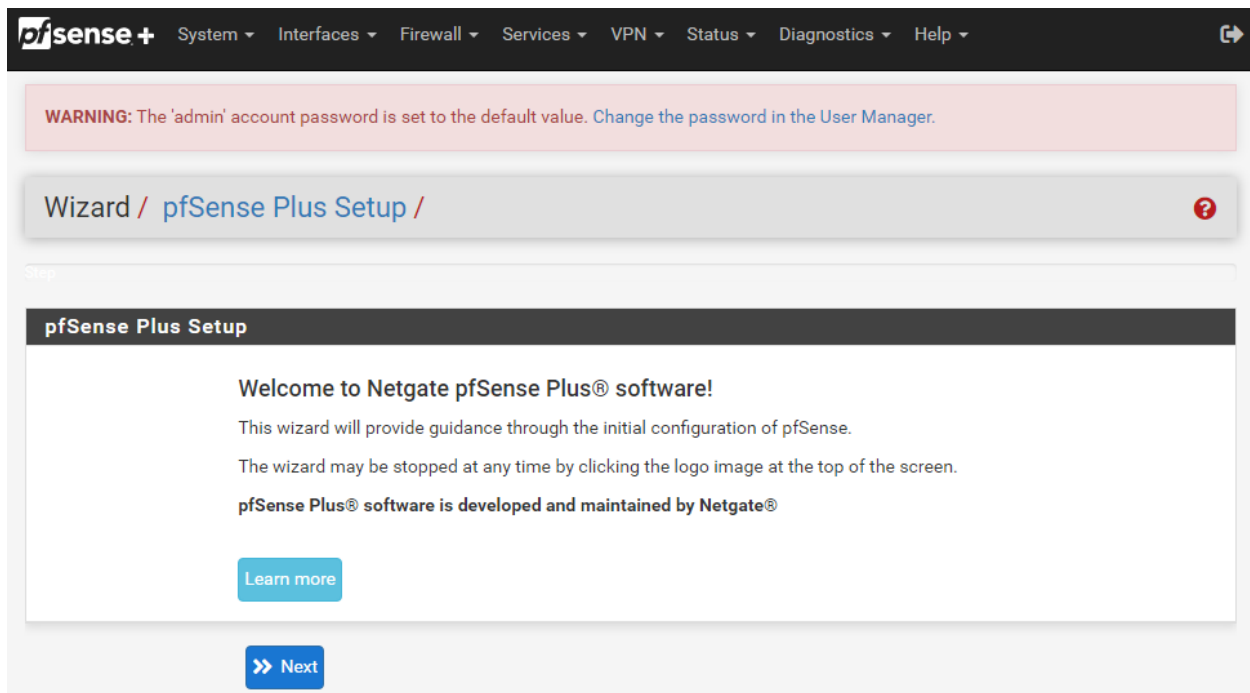 pfsense+ System Interfaces Firewall Services VPN Status Diagnostics Help
WARNING: The 'admin' account password is set to the default value. Change the password in the User Manager.
Wizard / pfSense Plus Setup /
Step
pfSense Plus Setup
Welcome to Netgate pfSense Plus® software!
This wizard will provide guidance through the initial configuration of pfSense.
The wizard may be stopped at any time by clicking the logo image at the top of the screen.
pfSense Plus® software is developed and maintained by Netgate®
Learn more
Next